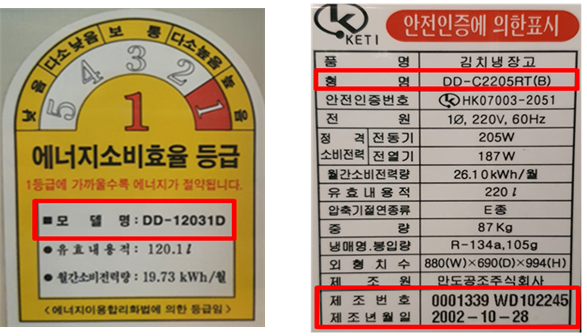 낮음 다소낮음 보통 다소높음 높음
5 4 3 2 1
1
에너지소비효율 등급
1등급에 가까울수록 에너지가 절약됩니다.
■ 모 델 명 : DD-12031D
● 유효내용적 : 120.1ℓ
● 월간소비전력량 : 19.73 kWh/월
< 에너지이용합리화법에 의한 등급임 >
KETI 안전인증에 의한표시
품 명 김치냉장고
형 명 DD-C2205RT(B)
안전인증번호 HK07003-2051
전 원 1Ø, 220V, 60Hz
정 격 소비전력 전동기 205W
전열기 187W
월간소비전력량 26.10kWh/월
유효내용적 220ℓ
압축기절연종류 E종
중 량 87Kg
냉매명.봉입량 R-134a,105g
외형치수 880(W)×690(D)×994(H)
제 조 원 만도공조주식회사
제조번호 0001339 WD102245
제조년월일 2002-10-28